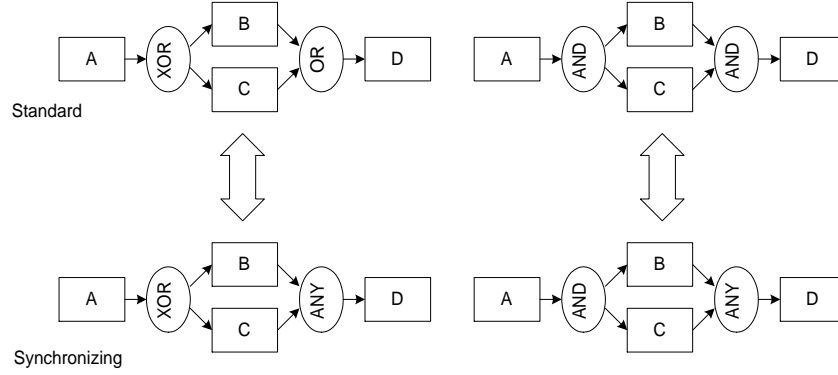 A XOR B C OR D
A AND B C AND D
Standard
A XOR B C ANY D
A AND B C ANY D
Synchronizing